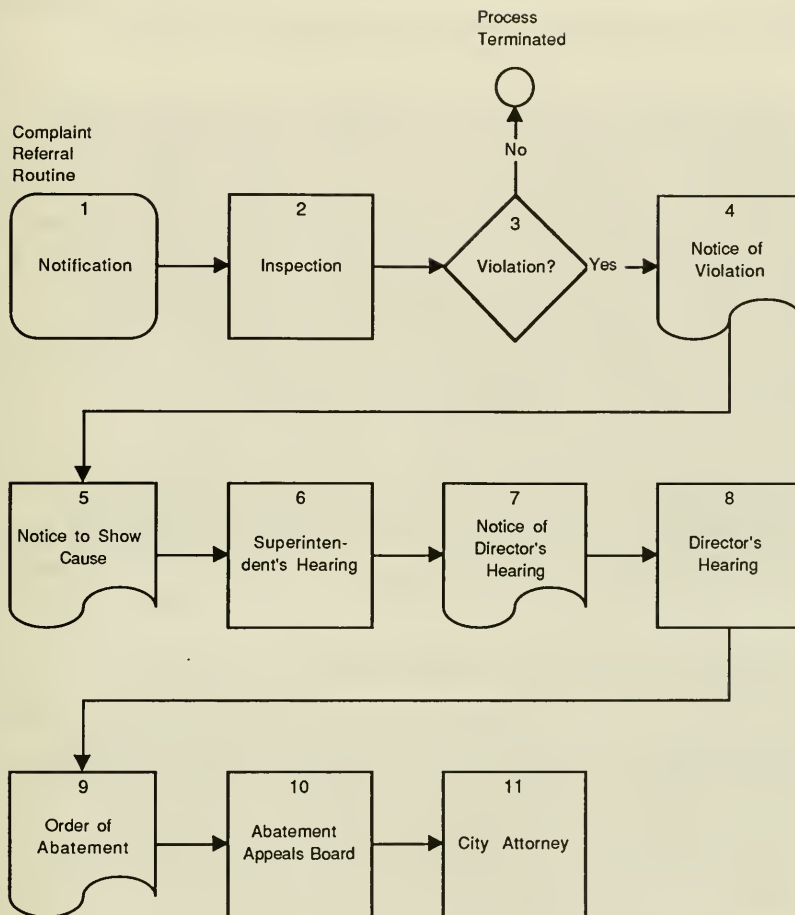 Process
Terminated
No
Complaint
Referral
Routine
1
Notification
2
Inspection
3
Violation?
Yes
4
Notice of
Violation
5
Notice to Show
Cause
6
Superinten-
dent's Hearing
7
Notice of
Director's
Hearing
8
Director's
Hearing
9
Order of
Abatement
10
Abatement
Appeals Board
11
City Attorney